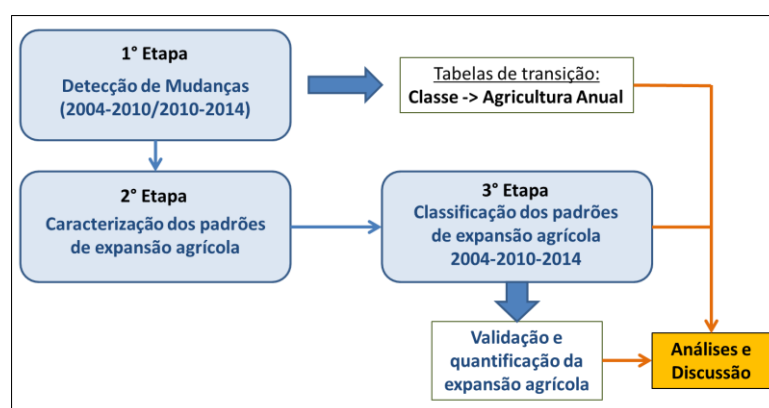 1° Etapa
Detecção de Mudanças
(2004-2010/2010-2014)
Tabelas de transição:
Classe -> Agricultura Anual
2° Etapa
Caracterização dos padrões
de expansão agrícola
3° Etapa
Classificação dos padrões
de expansão agrícola
2004-2010-2014
Validação e
quantificação da
expansão agrícola
Análises e
Discussão